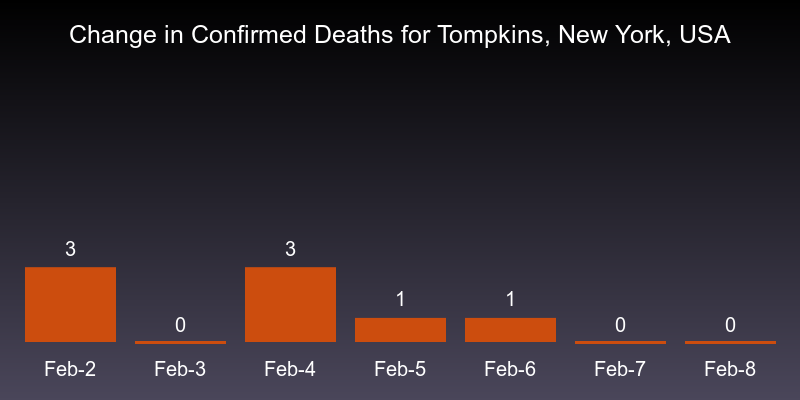 Change in Confirmed Deaths for Tompkins, New York, USA
3
0
3
1
1
0
0
Feb-2
Feb-3
Feb-4
Feb-5
Feb-6
Feb-7
Feb-8